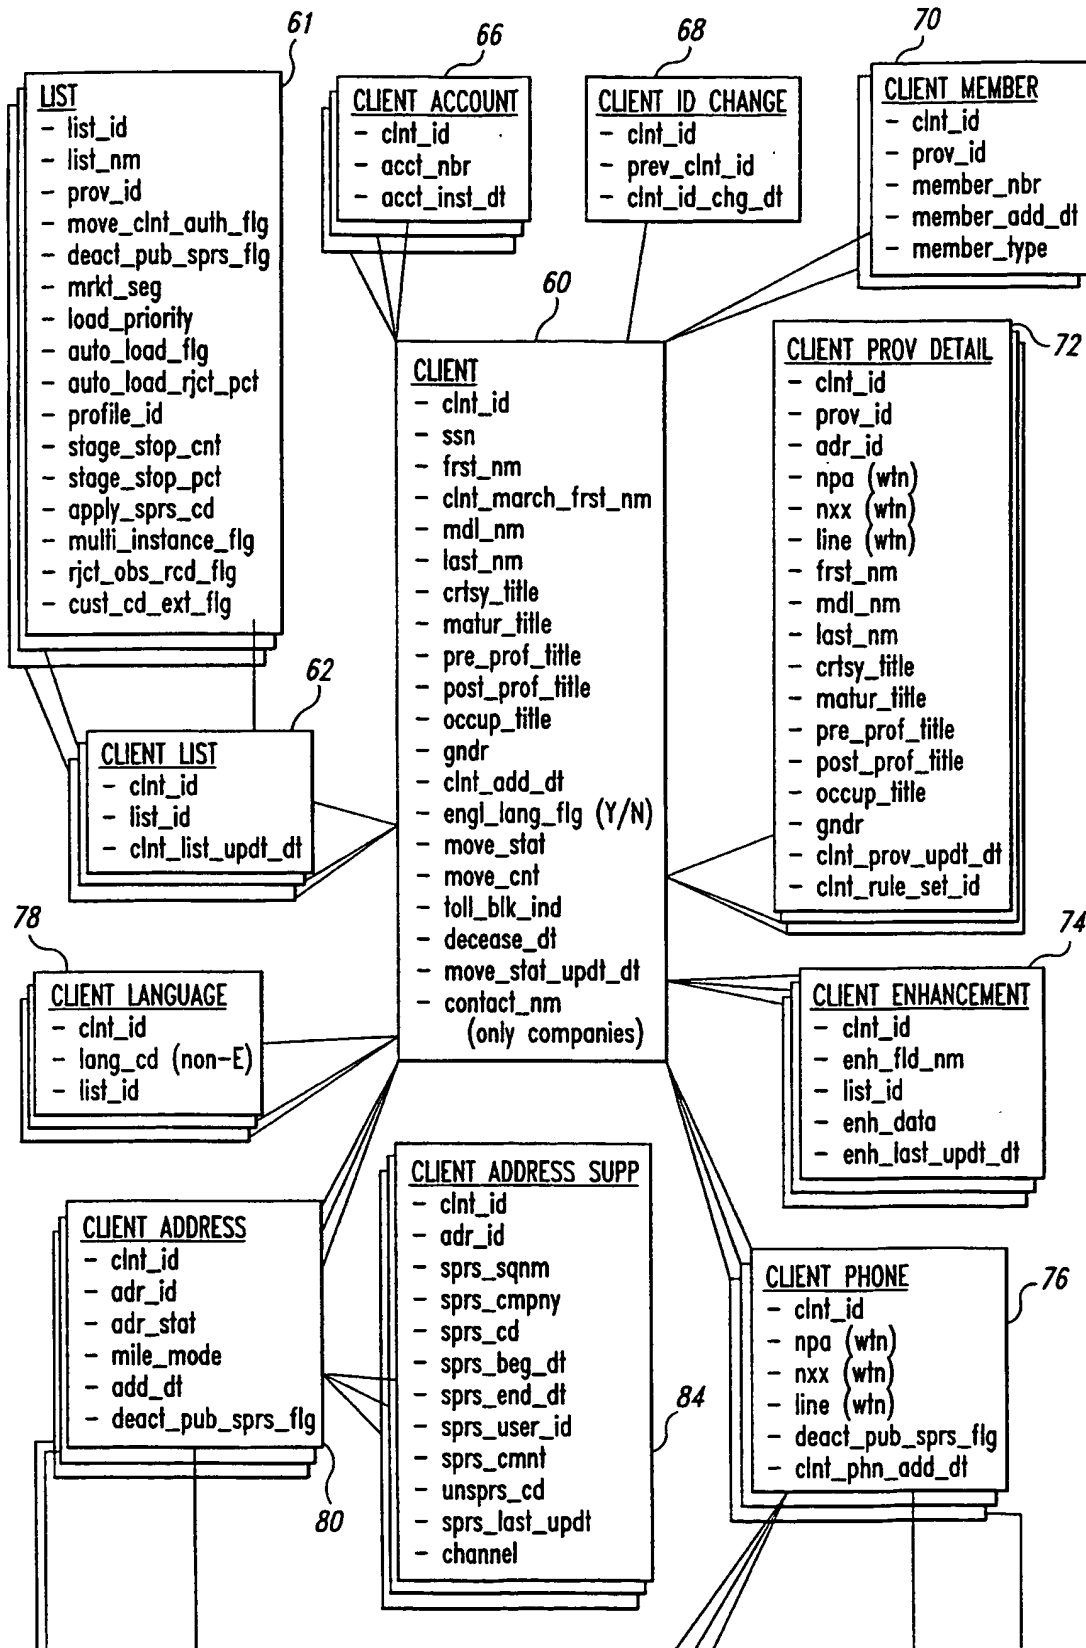 61
LIST
- list_id
- list_nm
- prov_id
- move_clnt_auth_flg
- deact_pub_sprs_flg
- mrkt_seg
- load_priority
- auto_load_flg
- auto_load_rjct_pct
- profile_id
- stage_stop_cnt
- stage_stop_pct
- apply_sprs_cd
- multi_instance_flg
- rjct_obs_rcd_flg
- cust_cd_ext_flg
66
CLIENT ACCOUNT
- clnt_id
- acct_nbr
- acct_inst_dt
68
CLIENT ID CHANGE
- clnt_id
- prev_clnt_id
- clnt_id_chg_dt
70
CLIENT MEMBER
- clnt_id
- prov_id
- member_nbr
- member_add_dt
- member_type
60
CLIENT
- clnt_id
- ssn
- frst_nm
- clnt_march_frst_nm
- mdl_nm
- last_nm
- crtsy_title
- matur_title
- pre_prof_title
- post_prof_title
- occup_title
- gndr
- clnt_add_dt
- engl_lang_flg (Y/N)
- move_stat
- move_cnt
- toll_blk_ind
- decease_dt
- move_stat_updt_dt
- contact_nm
(only companies)
72
CLIENT PROV DETAIL
- clnt_id
- prov_id
- adr_id
- npa (wtn)
- nxx (wtn)
- line (wtn)
- frst_nm
- mdl_nm
- last_nm
- crtsy_title
- matur_title
- pre_prof_title
- post_prof_title
- occup_title
- gndr
- clnt_prov_updt_dt
- clnt_rule_set_id
62
CLIENT LIST
- clnt_id
- list_id
- clnt_list_updt_dt
78
CLIENT LANGUAGE
- clnt_id
- lang_cd (non-E)
- list_id
74
CLIENT ENHANCEMENT
- clnt_id
- enh_fld_nm
- list_id
- enh_data
- enh_last_updt_dt
CLIENT ADDRESS
- clnt_id
- adr_id
- adr_stat
- mile_mode
- add_dt
- deact_pub_sprs_flg
80
CLIENT ADDRESS SUPP
- clnt_id
- adr_id
- sprs_sqnm
- sprs_cmpny
- sprs_cd
- sprs_beg_dt
- sprs_end_dt
- sprs_user_id
- sprs_cmnt
- unsprs_cd
- sprs_last_updt
- channel
84
CLIENT PHONE
- clnt_id
- npa (wtn)
- nxx (wtn)
- line (wtn)
- deact_pub_sprs_flg
- clnt_phn_add_dt
76